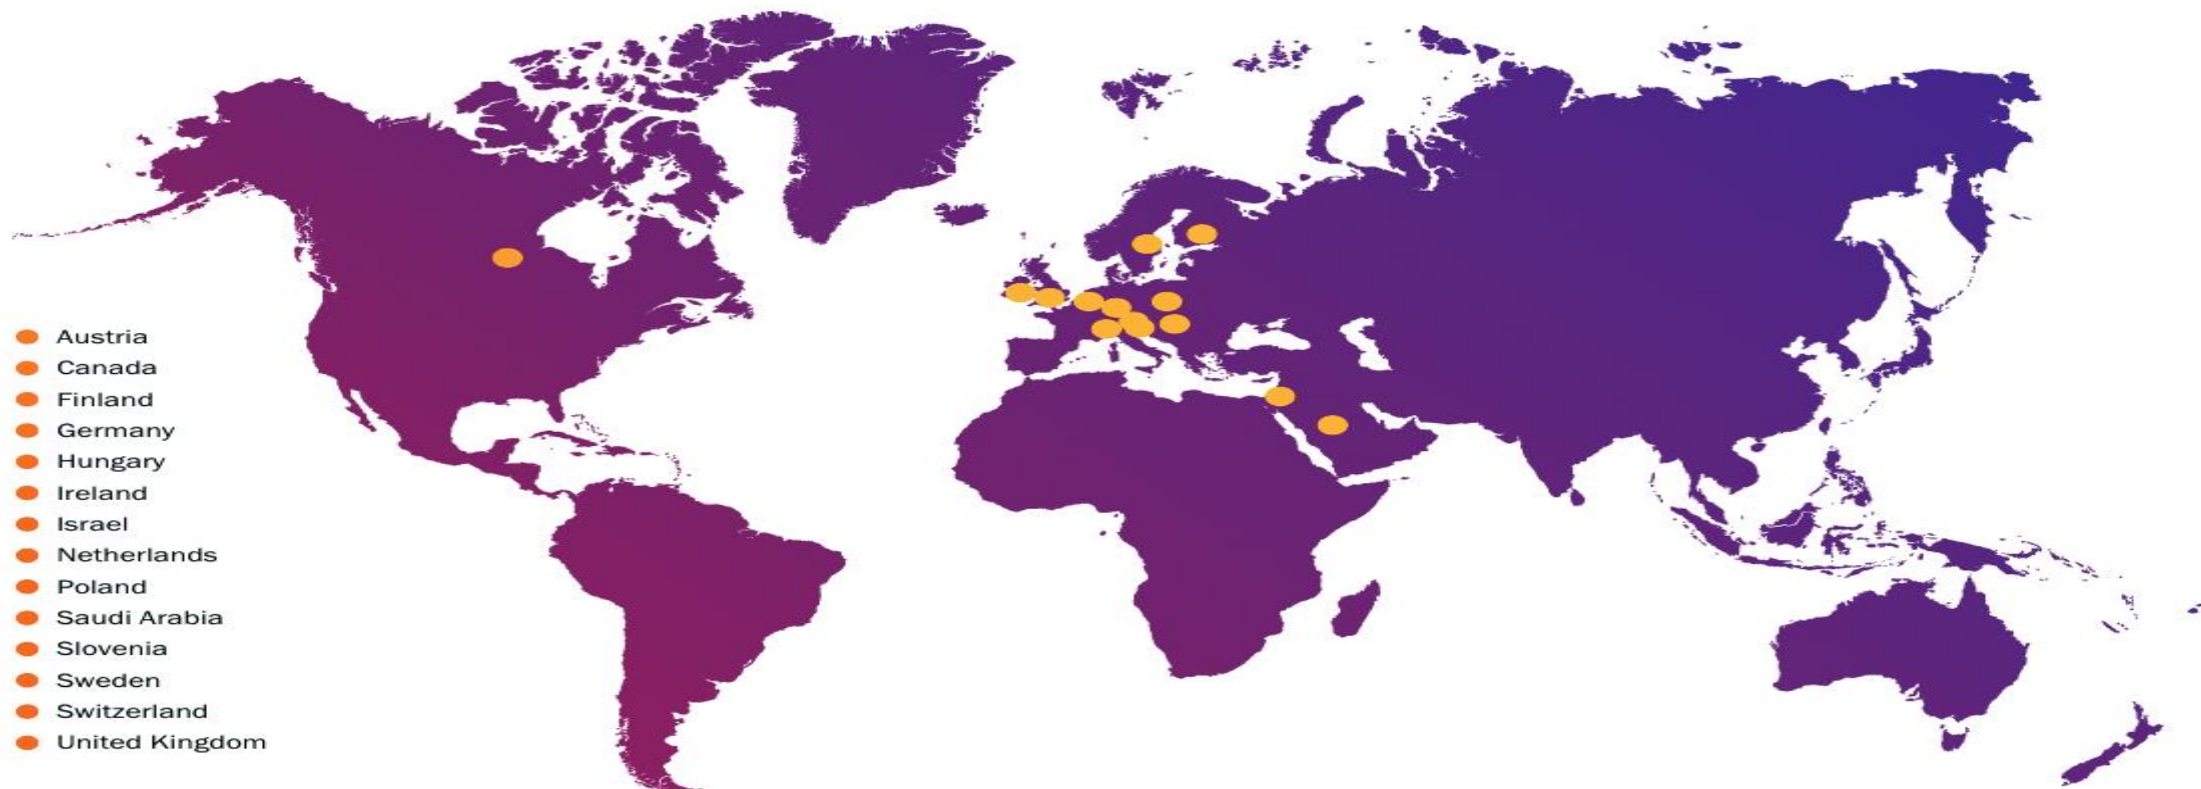 Austria
Canada
Finland
Germany
Hungary
Ireland
Israel
Netherlands
Poland
Saudi Arabia
Slovenia
Sweden
Switzerland
United Kingdom